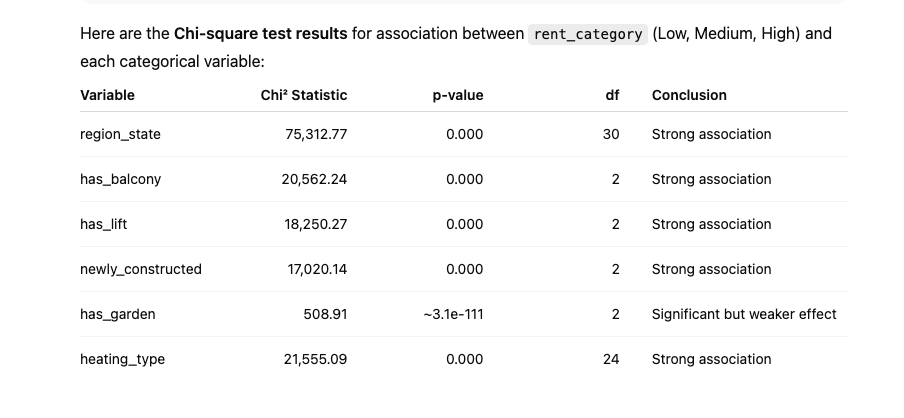 Here are the Chi-square test results for association between rent_category (Low, Medium, High) and
each categorical variable:
Variable Chi² Statistic p-value df Conclusion
region_state 75,312.77 0.000 30 Strong association
has_balcony 20,562.24 0.000 2 Strong association
has_lift 18,250.27 0.000 2 Strong association
newly_constructed 17,020.14 0.000 2 Strong association
has_garden 508.91 ~3.1e-111 2 Significant but weaker effect
heating_type 21,555.09 0.000 24 Strong association